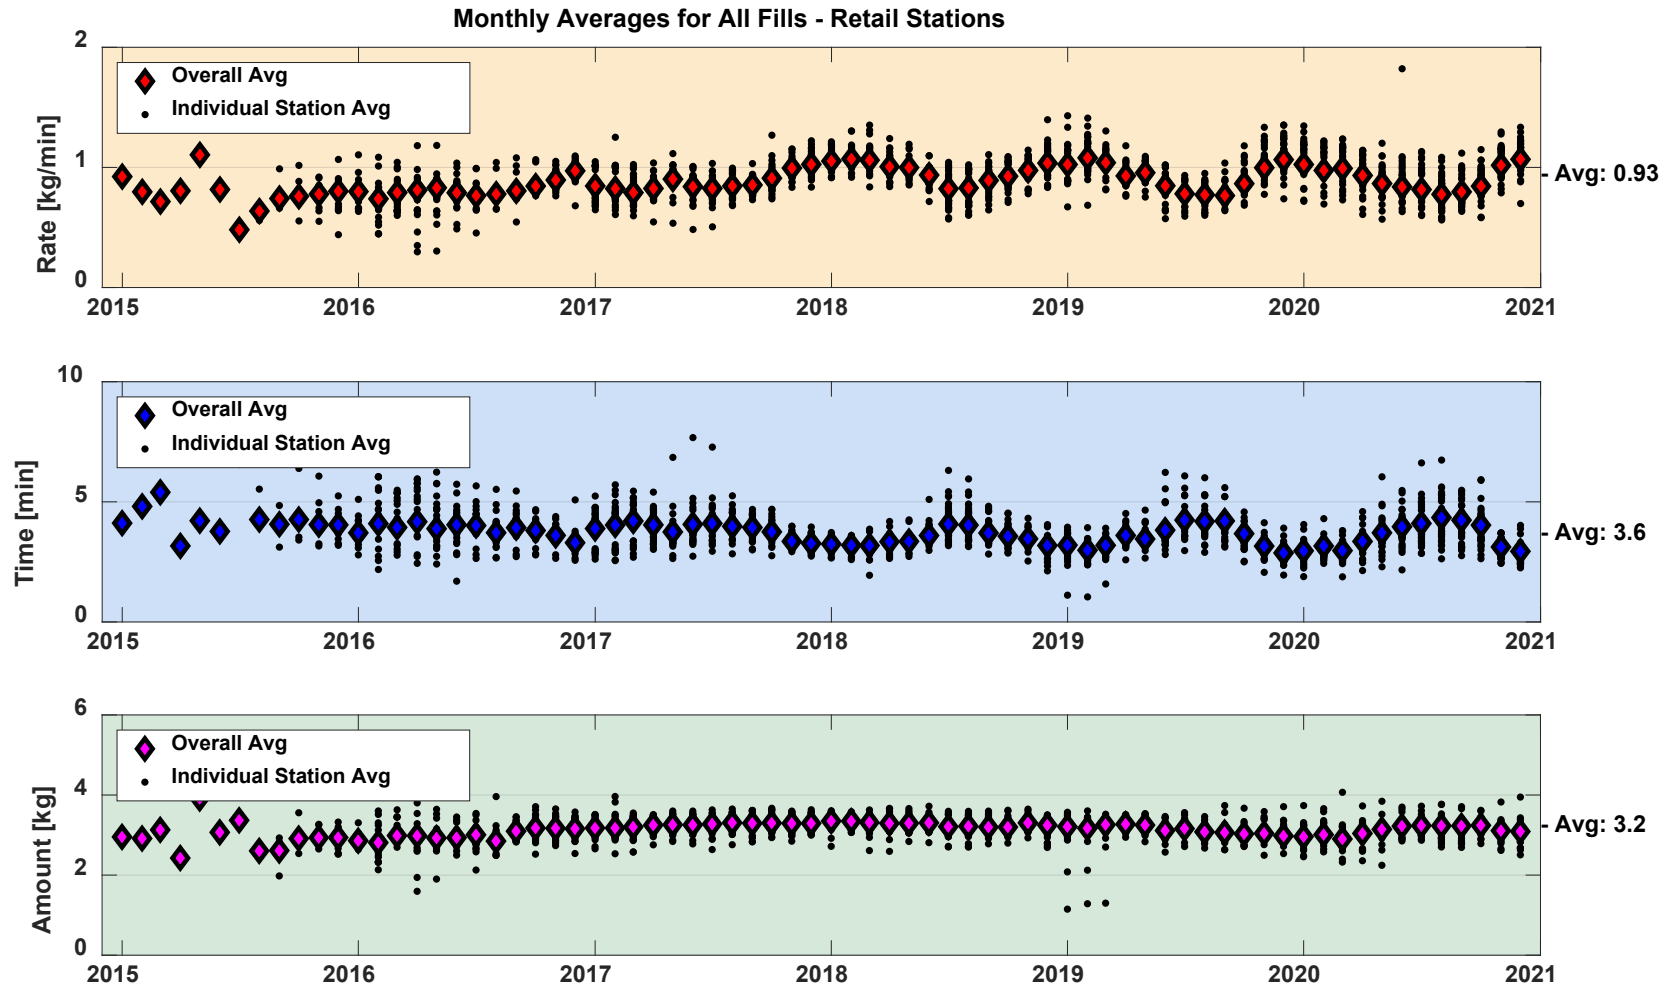 Monthly Averages for All Fills - Retail Stations
2
Overall Avg
Individual Station Avg
1
Avg: 0.93
Rate [kg/min]
0
2015 2016 2017 2018 2019 2020 2021
10
Overall Avg
Individual Station Avg
5
Avg: 3.6
Time [min]
0
2015 2016 2017 2018 2019 2020 2021
6
Overall Avg
Individual Station Avg
4
Avg: 3.2
Amount [kg]
2
0
2015 2016 2017 2018 2019 2020 2021